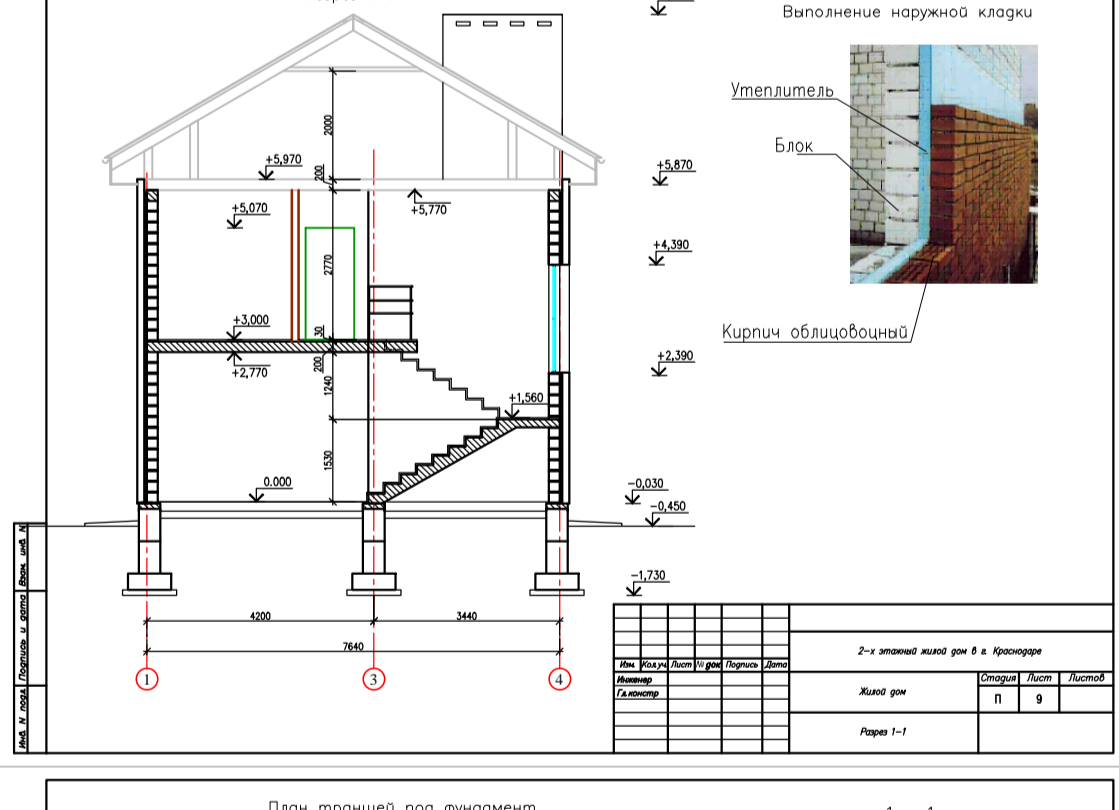 Выполнение наружной кладки
Утеплитель
Блок
Кирпич облицовоцный
2000
200
+5,970
+5,770
+5,070
2770
+3,000
30
+2,770
200
1240
+1,560
1530
0.000
+5,870
+4,390
+2,390
-0,030
-0,450
-1,730
4200
3440
7640
1
3
4
Взам. инв. N
Подпись и дата
Инв. N подл.
Изм.
Кол.уч.
Лист
№ док.
Подпись
Дата
Инженер
Гл.констр
2-х этажный жилой дом в г. Краснодаре
Жилой дом
Стадия
Лист
Листов
П
9
Разрез 1-1
План траншей под фундамент